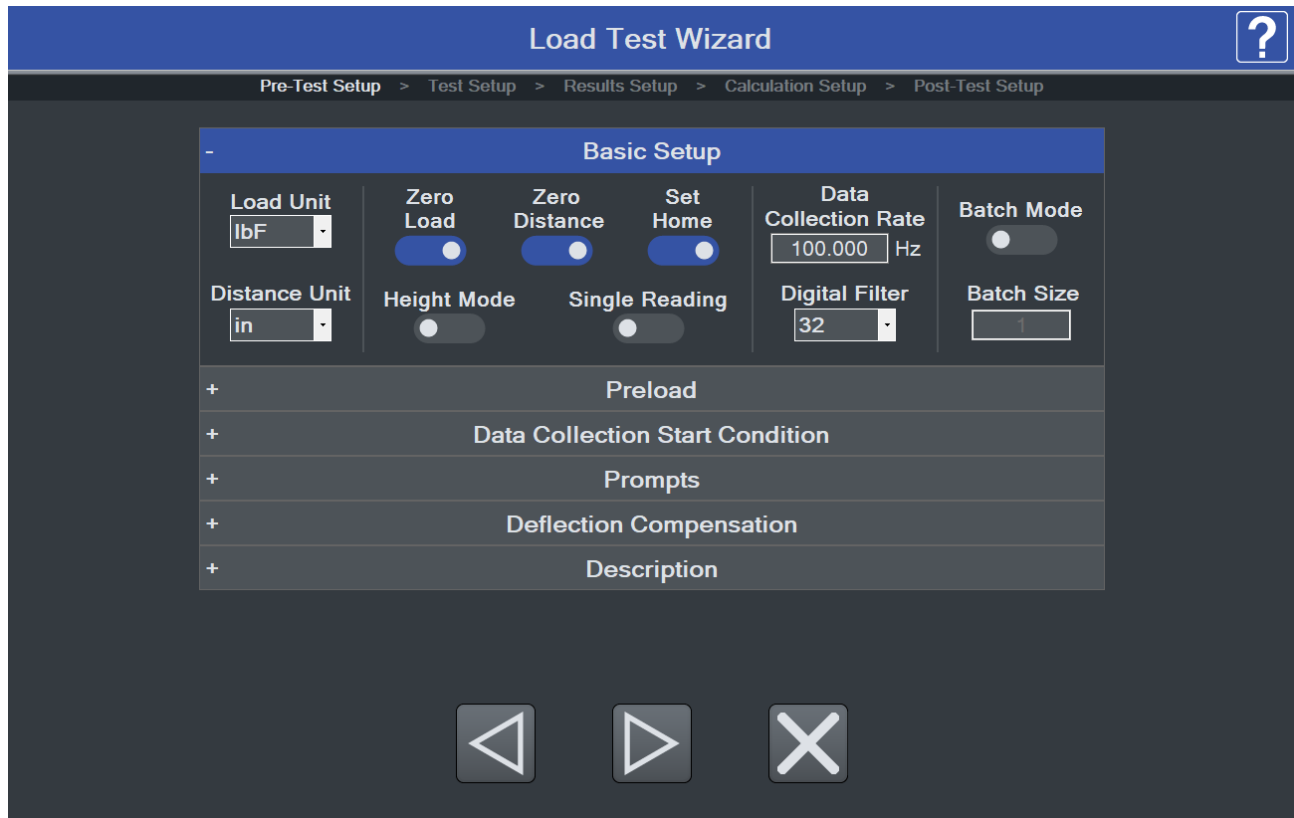 Load Test Wizard
?
Pre-Test Setup > Test Setup > Results Setup > Calculation Setup > Post-Test Setup
- Basic Setup
Load Unit
lbF
Distance Unit
in
Zero
Load
Zero
Distance
Set
Home
Height Mode
Single Reading
Data
Collection Rate
100.000 Hz
Digital Filter
32
Batch Mode
Batch Size
1
+ Preload
+ Data Collection Start Condition
+ Prompts
+ Deflection Compensation
+ Description